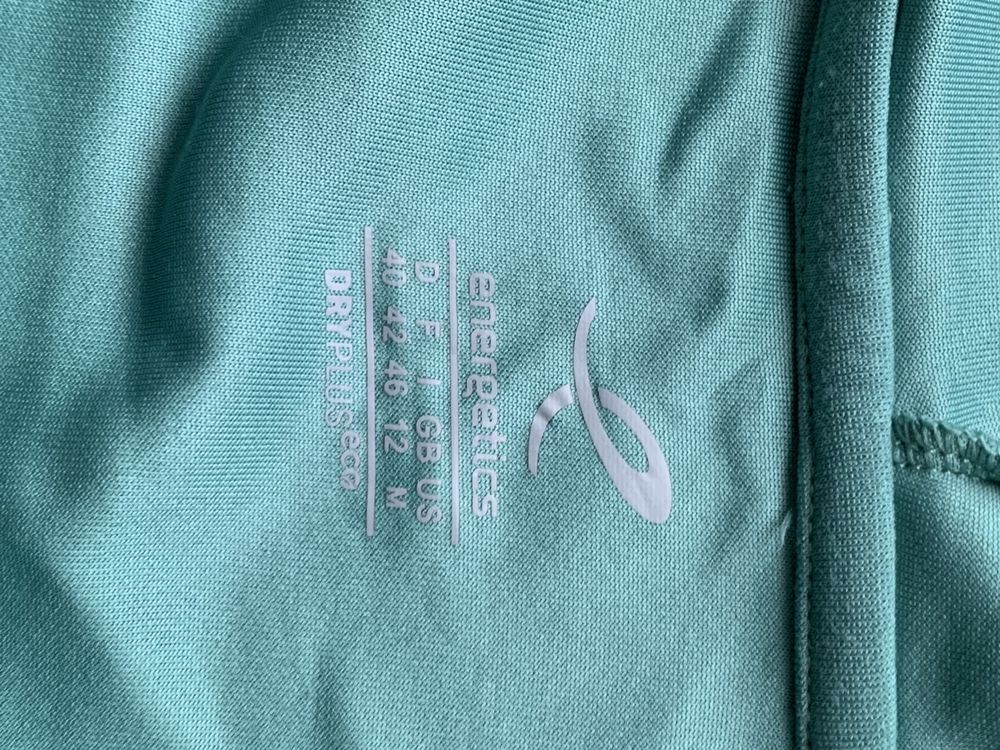 energetics
D F I GB US
40 42 46 12 M
DRYPLUS eco